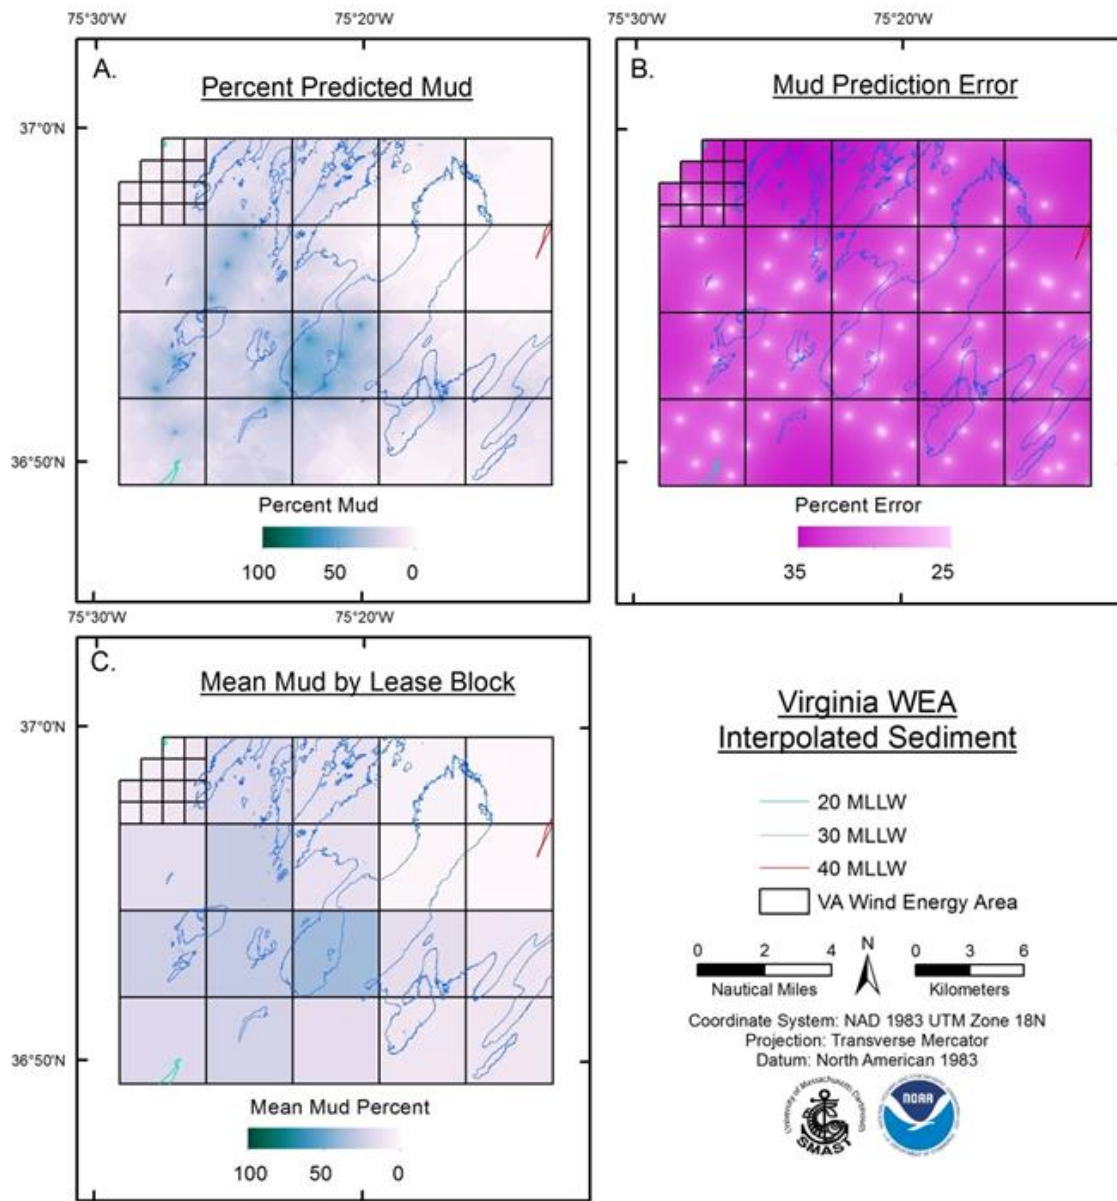 75°30'W
75°20'W
75°20'W
A.
Percent Predicted Mud
37°0'N
36°50'N
Percent Mud
100
50
0
B.
Mud Prediction Error
Percent Error
35
25
75°30'W
75°20'W
C.
Mean Mud by Lease Block
37°0'N
36°50'N
Mean Mud Percent
100
50
0
Virginia WEA
Interpolated Sediment
20 MLLW
30 MLLW
40 MLLW
VA Wind Energy Area
0 2 4
Nautical Miles
N
0 3 6
Kilometers
Coordinate System: NAD 1983 UTM Zone 18N
Projection: Transverse Mercator
Datum: North American 1983
University of Massachusetts Dartmouth
SMAST
NOAA